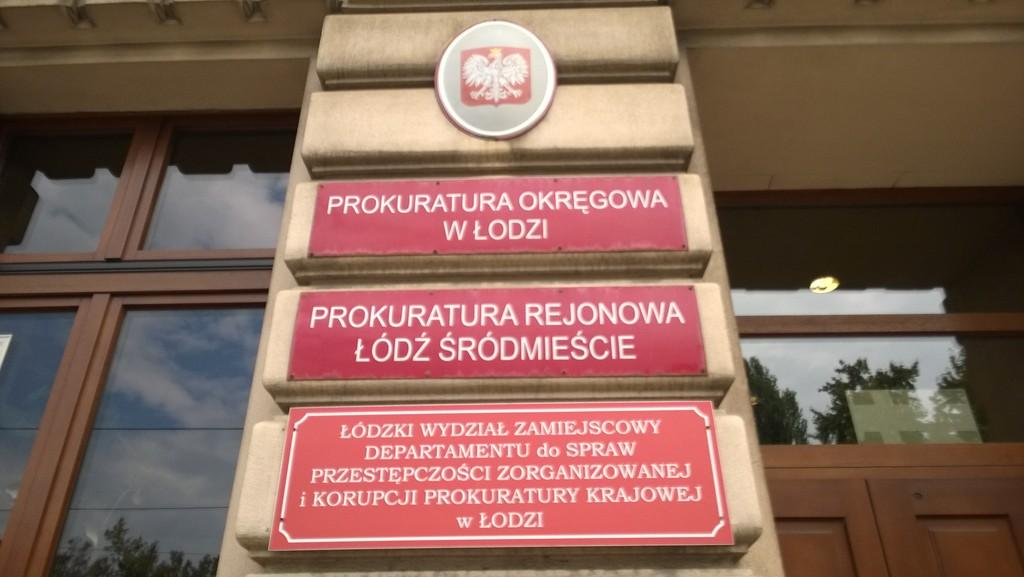 PROKURATURA OKRĘGOWA
W ŁODZI
PROKURATURA REJONOWA
ŁÓDŹ ŚRÓDMIEŚCIE
ŁÓDZKI WYDZIAŁ ZAMIEJSCOWY
DEPARTAMENTU do SPRAW
PRZESTĘPCZOŚCI ZORGANIZOWANEJ
i KORUPCJI PROKURATURY KRAJOWEJ
w ŁODZI